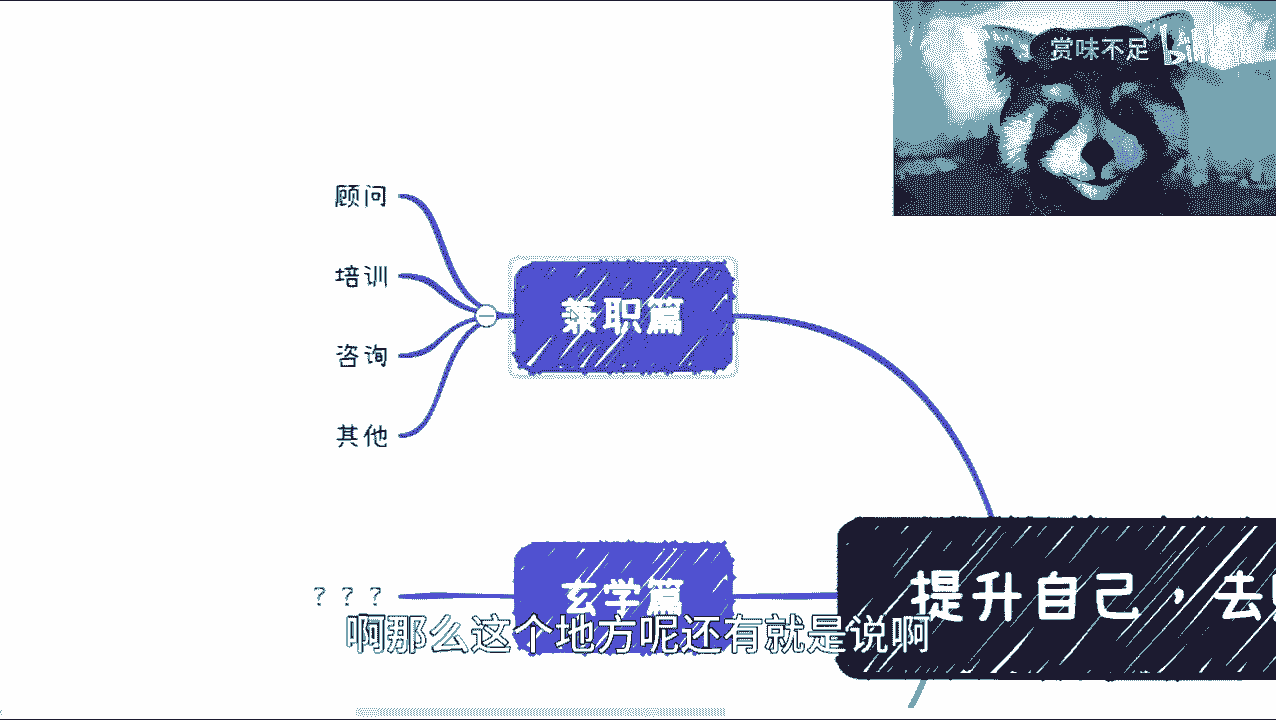 赏味不足 bili
顾问
培训
兼职篇
咨询
其他
玄学篇
？？？
提升自己，去
啊那么这个地方呢还有就是说啊